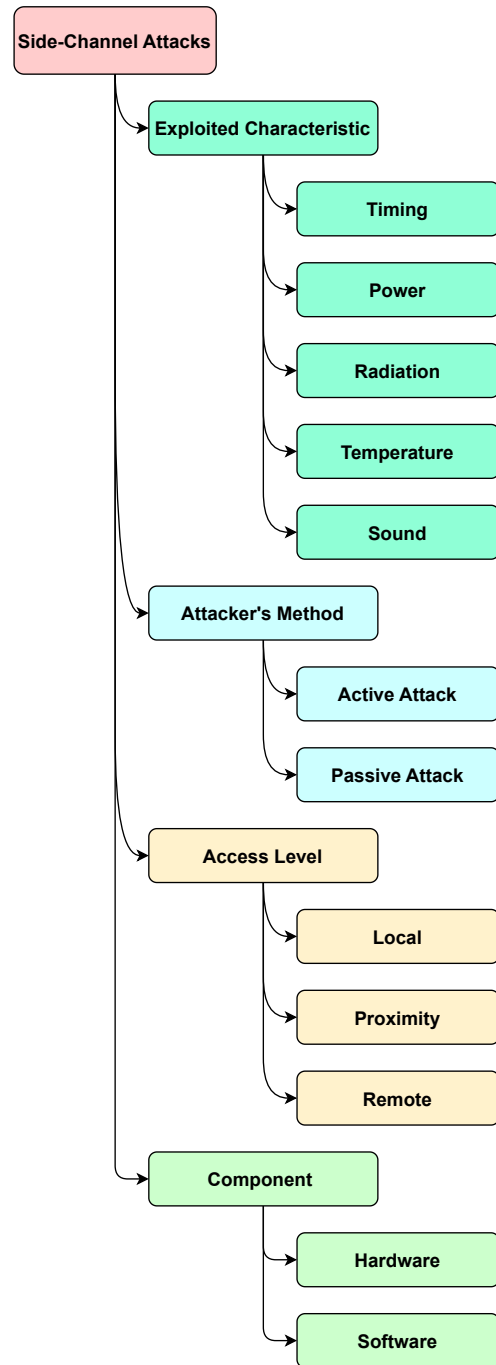 Side-Channel Attacks
Exploited Characteristic
Timing
Power
Radiation
Temperature
Sound
Attacker's Method
Active Attack
Passive Attack
Access Level
Local
Proximity
Remote
Component
Hardware
Software